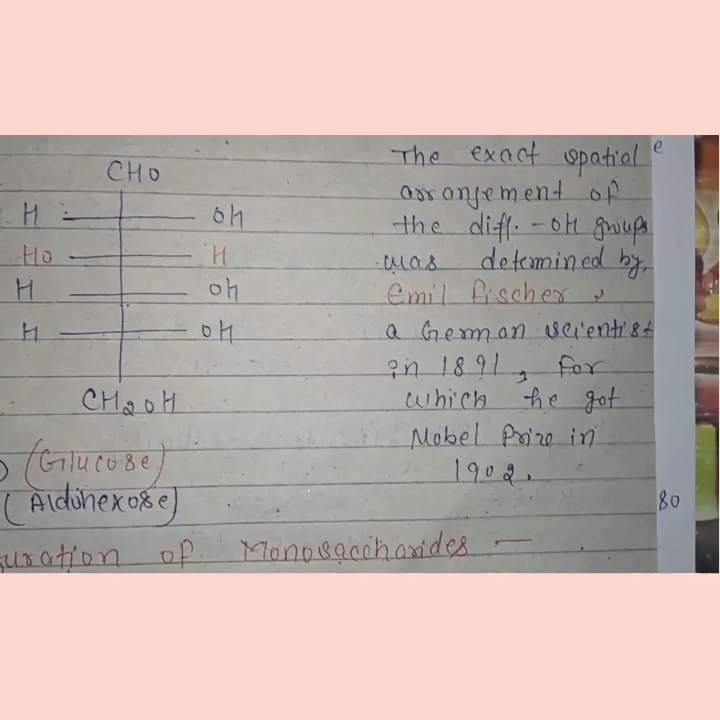 CHO
H OH
HO H
H OH
H OH
CH2OH
(Glucose)
(Aldohexose)
The exact spatial
arrangement of
the diff. -OH groups
was determined by,
Emil Fischer,
a German scientist
in 1891, For
which he got
Nobel Prize in
1902.
e
80
uration of Monosaccharides —